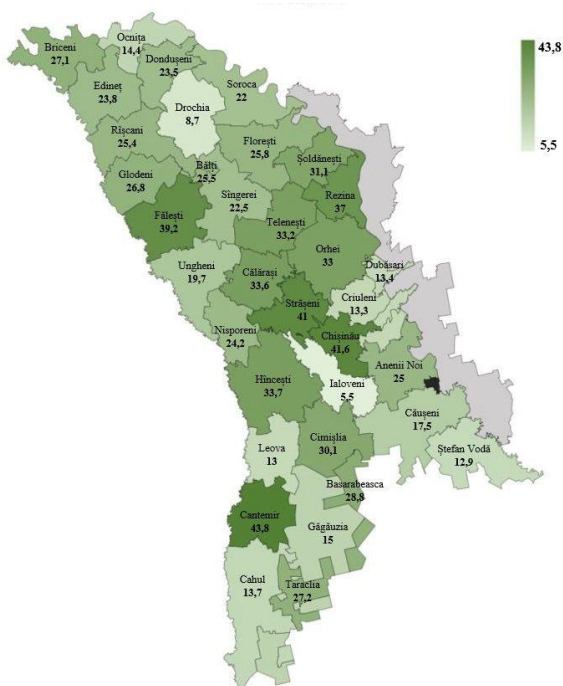 Ocnița
14,4
Briceni
27,1
Dondușeni
23,5
43,8
5,5
Edineț
23,8
Soroca
22
Drochia
8,7
Rîșcani
25,4
Florești
25,8
Șoldănești
31,1
Bălți
25,5
Glodeni
26,8
Sîngerei
22,5
Rezina
37
Fălești
39,2
Telenești
33,2
Orhei
33
Ungheni
19,7
Călărași
33,6
Dubăsari
13,4
Criuleni
13,3
Strășeni
41
Nisporeni
24,2
Chișinău
41,6
Anenii Noi
25
Hîncești
33,7
Ialoveni
5,5
Căușeni
17,5
Cimișlia
30,1
Leova
13
Ștefan Vodă
12,9
Basarabeasca
28,8
Cantemir
43,8
Găgăuzia
15
Cahul
13,7
Taraclia
27,2